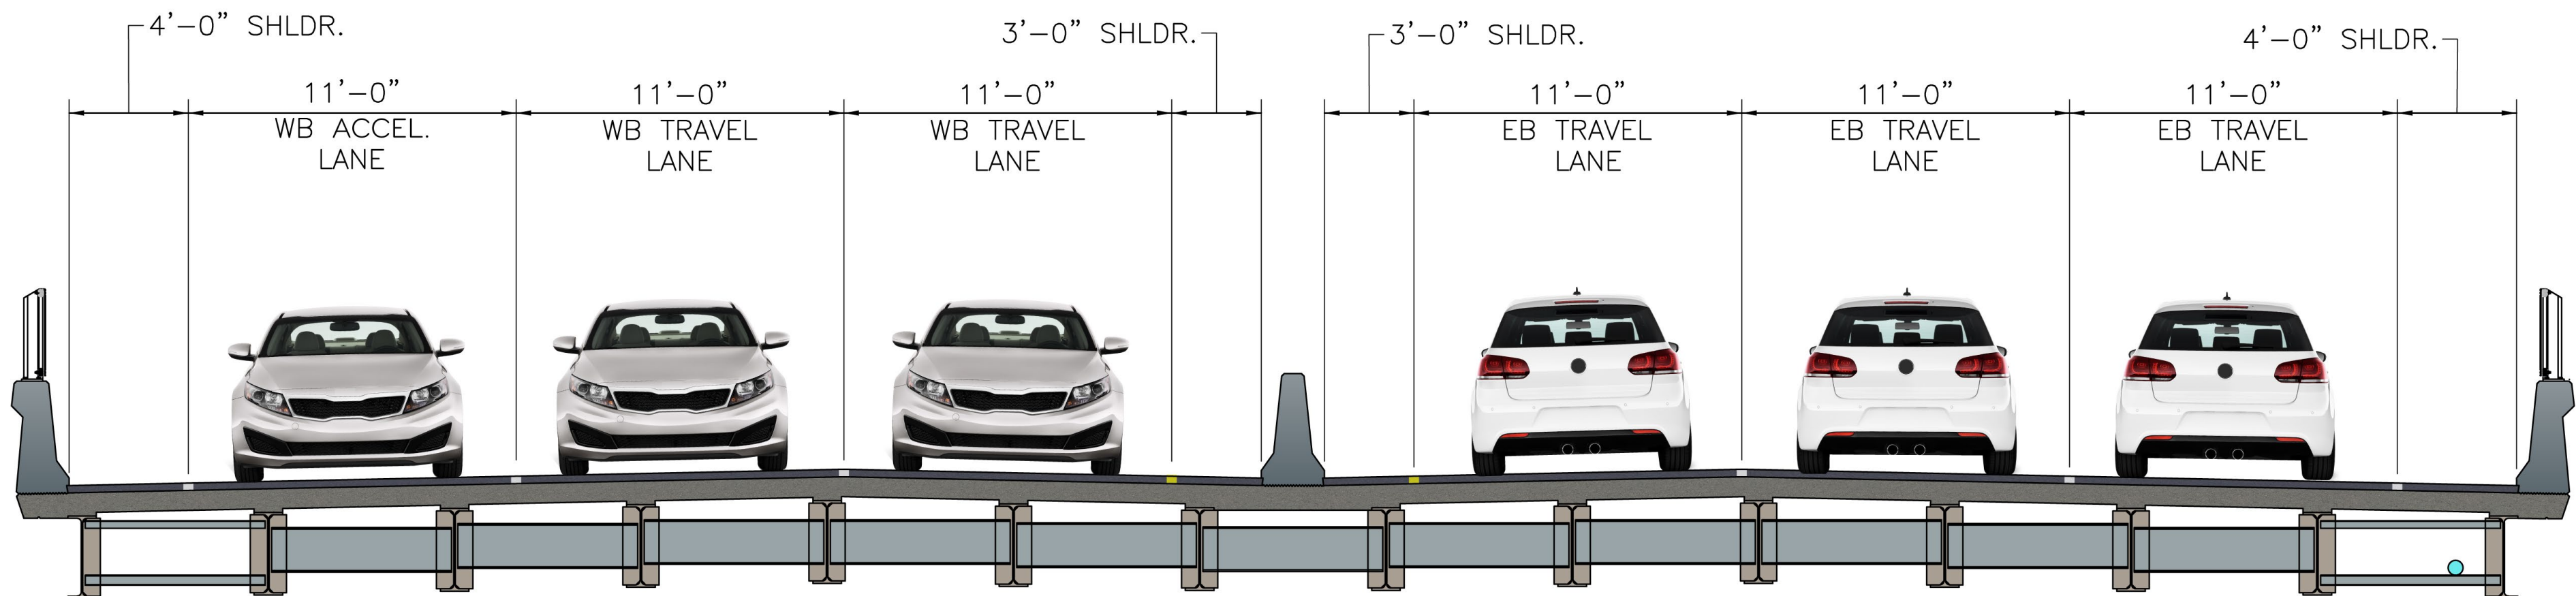 4'-0" SHLDR.
3'-0" SHLDR.
3'-0" SHLDR.
4'-0" SHLDR.
11'-0"
WB ACCEL.
LANE
11'-0"
WB TRAVEL
LANE
11'-0"
WB TRAVEL
LANE
11'-0"
EB TRAVEL
LANE
11'-0"
EB TRAVEL
LANE
11'-0"
EB TRAVEL
LANE